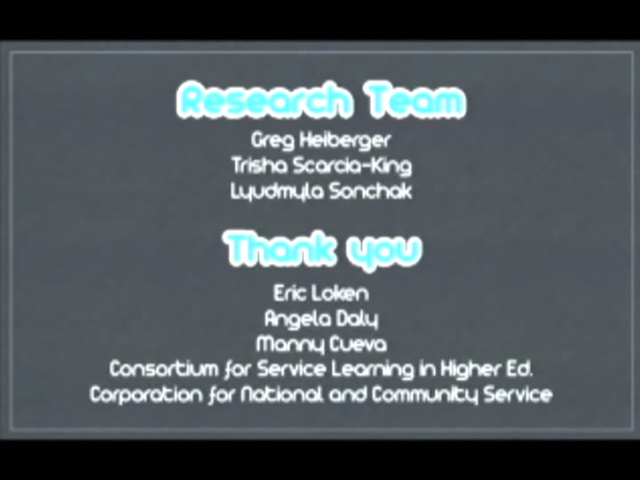 Research Team
Greg Heiberger
Trisha Scarcia-King
Lyudmyla Sonchak
Thank you
Eric Loken
Angela Daly
Manny Cueva
Consortium for Service Learning in Higher Ed.
Corporation for National and Community Service